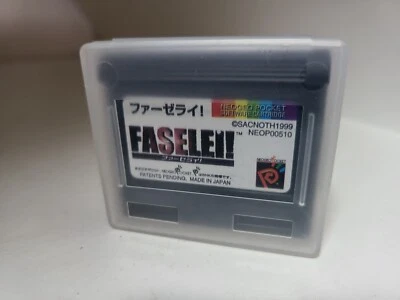 ファーゼライ!
NEOGEO POCKET
©SACNOTH1999
NEOP00510
FASELEI!
TM
ファーゼライ
PATENTS PENDING. MADE IN JAPAN